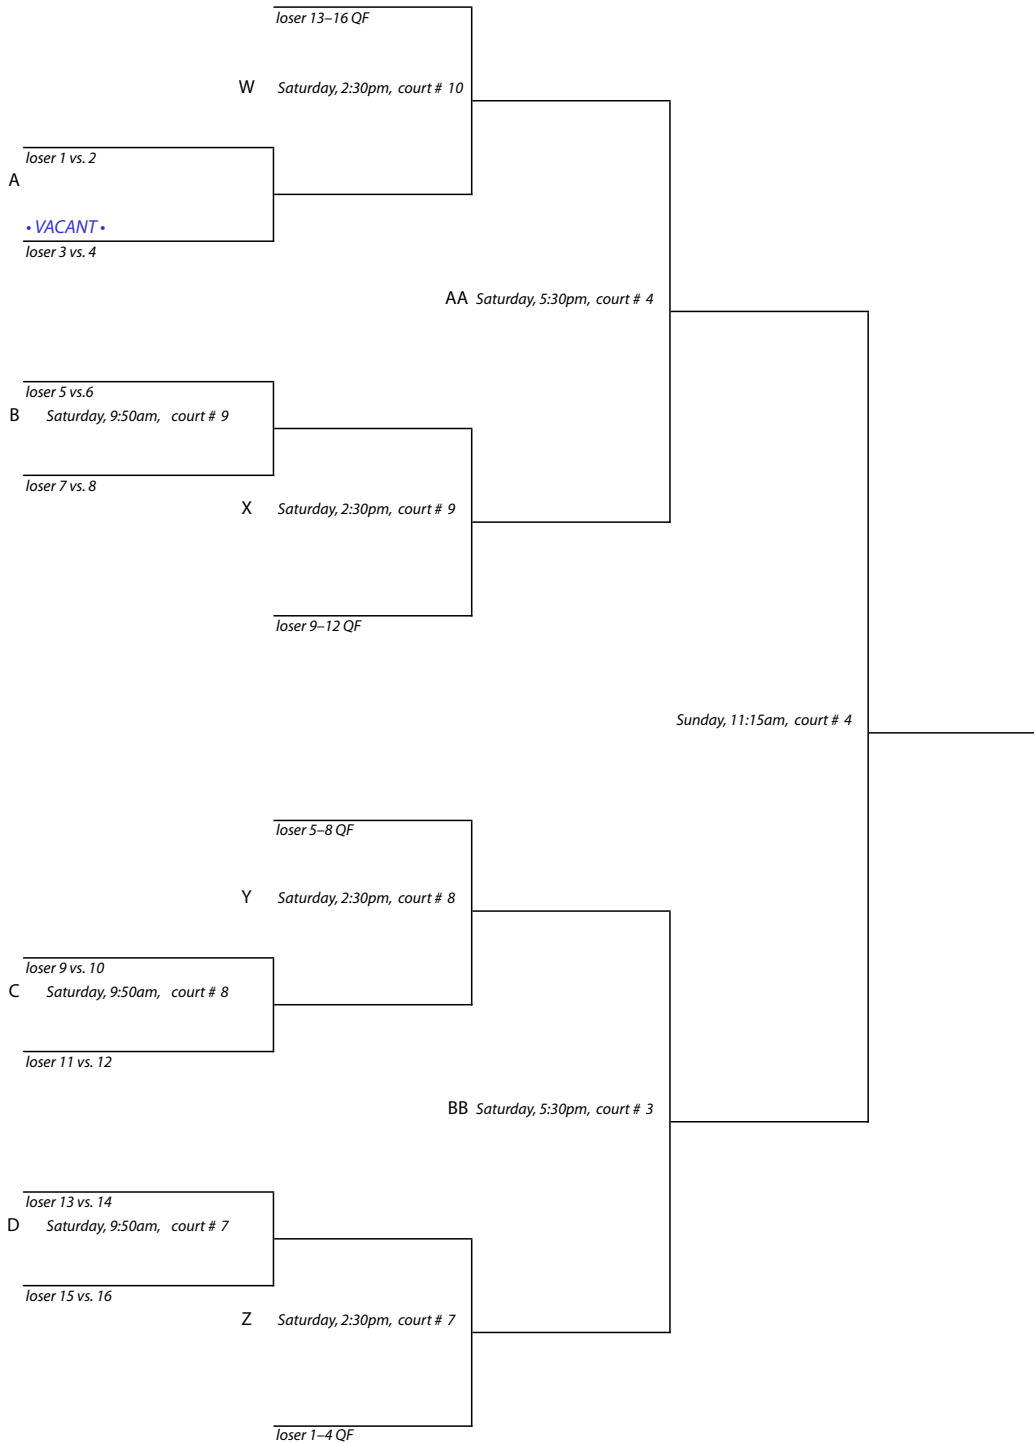 loser 13–16 QF
W Saturday, 2:30pm, court # 10
loser 1 vs. 2
A
• VACANT •
loser 3 vs. 4
AA Saturday, 5:30pm, court # 4
loser 5 vs.6
B Saturday, 9:50am, court # 9
loser 7 vs. 8
X Saturday, 2:30pm, court # 9
loser 9–12 QF
Sunday, 11:15am, court # 4
loser 5–8 QF
Y Saturday, 2:30pm, court # 8
loser 9 vs. 10
C Saturday, 9:50am, court # 8
loser 11 vs. 12
BB Saturday, 5:30pm, court # 3
loser 13 vs. 14
D Saturday, 9:50am, court # 7
loser 15 vs. 16
Z Saturday, 2:30pm, court # 7
loser 1–4 QF